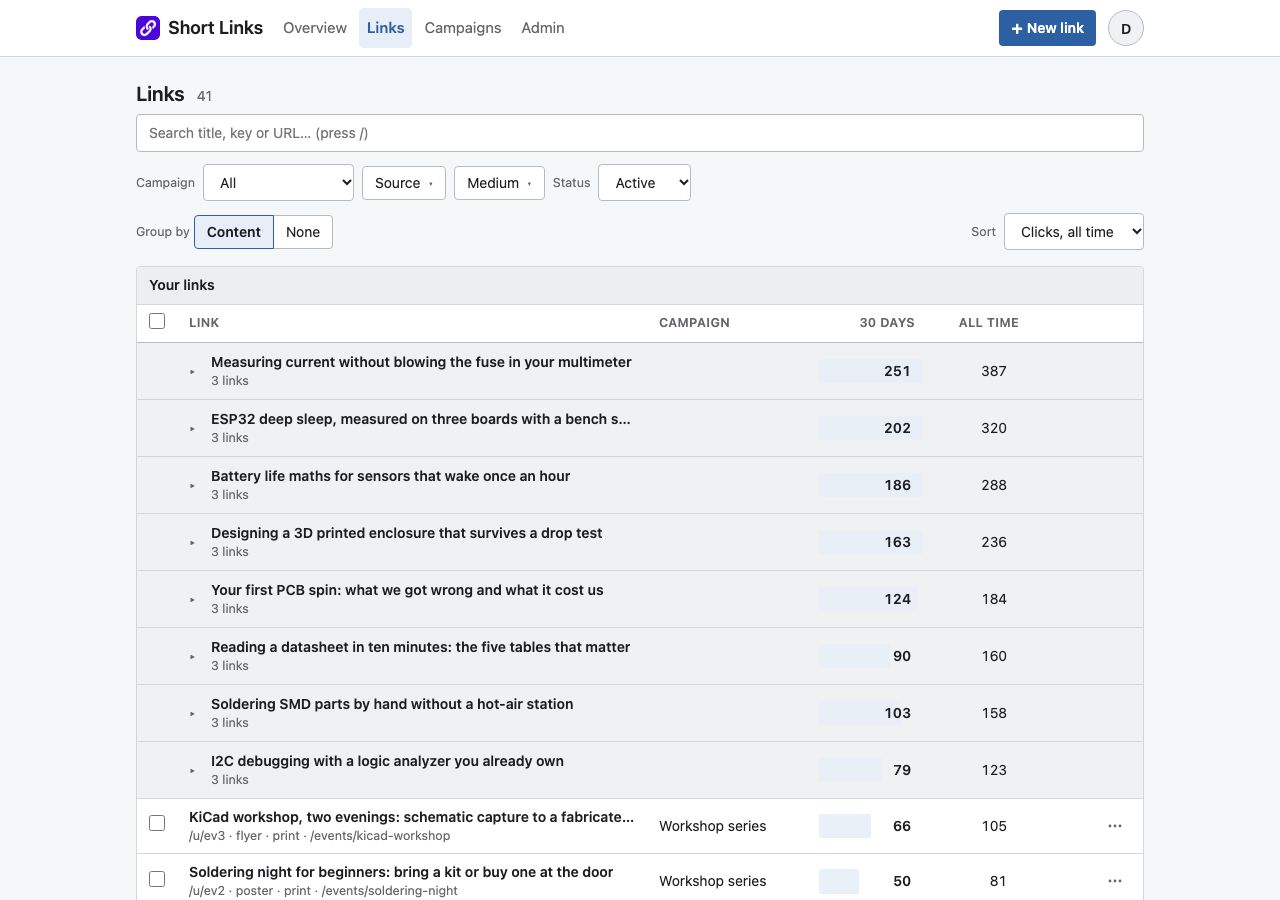 Short Links
Overview
Links
Campaigns
Admin
+ New link
D
Links 41
Search title, key or URL... (press /)
Campaign All Source Medium Status Active
Group by Content None Sort Clicks, all time
Your links
LINK CAMPAIGN 30 DAYS ALL TIME
Measuring current without blowing the fuse in your multimeter
3 links
251 387
ESP32 deep sleep, measured on three boards with a bench s...
3 links
202 320
Battery life maths for sensors that wake once an hour
3 links
186 288
Designing a 3D printed enclosure that survives a drop test
3 links
163 236
Your first PCB spin: what we got wrong and what it cost us
3 links
124 184
Reading a datasheet in ten minutes: the five tables that matter
3 links
90 160
Soldering SMD parts by hand without a hot-air station
3 links
103 158
I2C debugging with a logic analyzer you already own
3 links
79 123
KiCad workshop, two evenings: schematic capture to a fabricate...
/u/ev3 · flyer · print · /events/kicad-workshop
Workshop series 66 105
Soldering night for beginners: bring a kit or buy one at the door
/u/ev2 · poster · print · /events/soldering-night
Workshop series 50 81